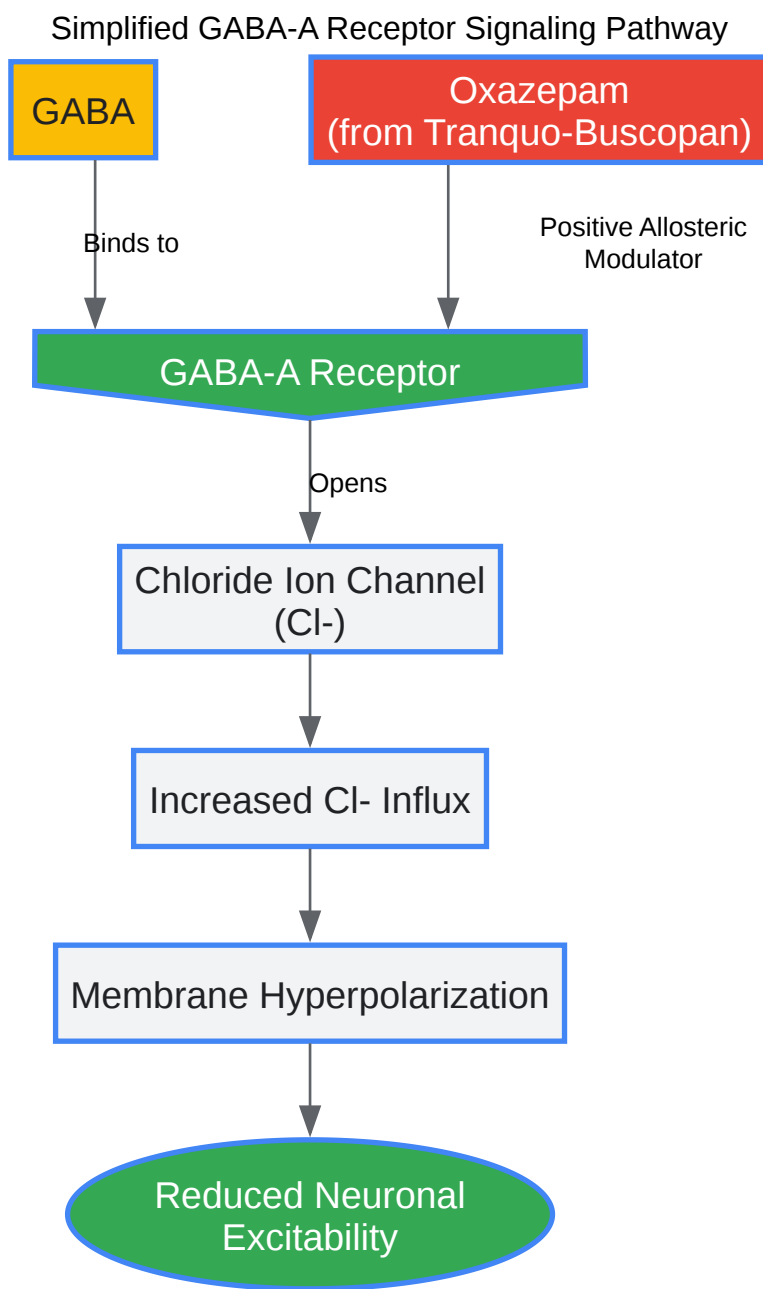 Simplified GABA-A Receptor Signaling Pathway
GABA
Oxazepam
(from Tranquo-Buscopan)
Binds to
Positive Allosteric
Modulator
GABA-A Receptor
Opens
Chloride Ion Channel
(Cl-)
Increased Cl- Influx
Membrane Hyperpolarization
Reduced Neuronal
Excitability